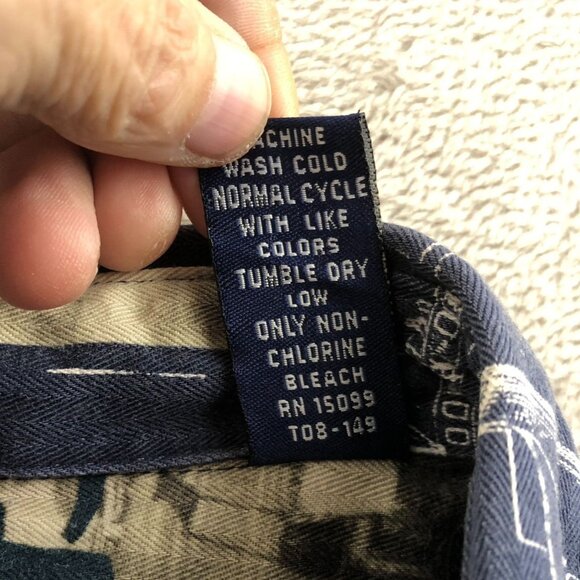 ACHINE
WASH COLD
NORMAL CYCLE
WITH LIKE
COLORS
TUMBLE DRY
LOW
ONLY NON-
CHLORINE
BLEACH
RN 15099
T08-149